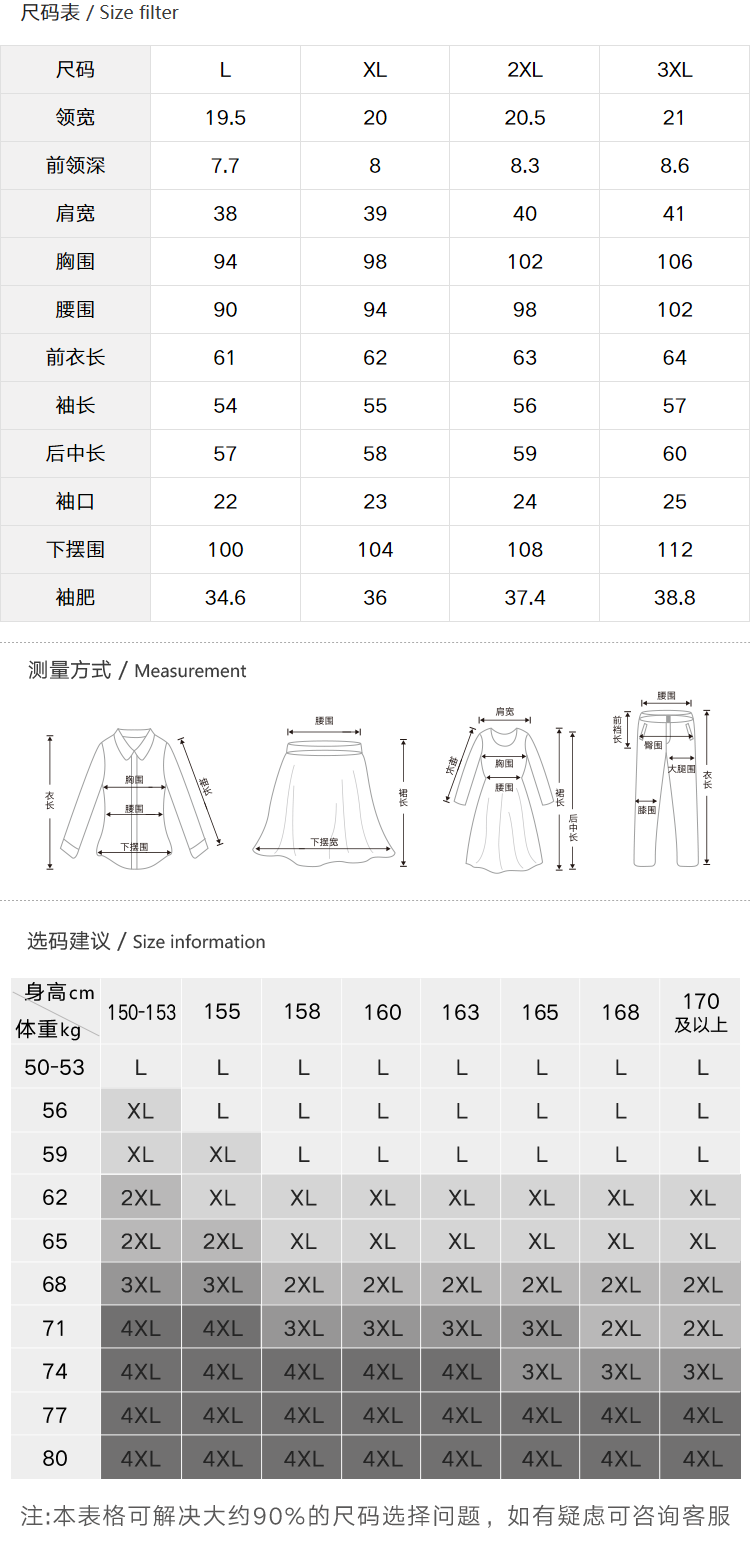 尺码表 / Size filter
尺码 L XL 2XL 3XL
领宽 19.5 20 20.5 21
前领深 7.7 8 8.3 8.6
肩宽 38 39 40 41
胸围 94 98 102 106
腰围 90 94 98 102
前衣长 61 62 63 64
袖长 54 55 56 57
后中长 57 58 59 60
袖口 22 23 24 25
下摆围 100 104 108 112
袖肥 34.6 36 37.4 38.8
测量方式 / Measurement
衣长 胸围 腰围 下摆围 袖长
腰围 下摆宽 裙长
肩宽 袖长 胸围 腰围 裙长 后中长
腰围 前裆长 臀围 大腿围 膝围 衣长
选码建议 / Size information
身高cm
体重kg
150-153 155 158 160 163 165 168 170
及以上
50-53 L L L L L L L L
56 XL L L L L L L L
59 XL XL L L L L L L
62 2XL XL XL XL XL XL XL XL
65 2XL 2XL XL XL XL XL XL XL
68 3XL 3XL 2XL 2XL 2XL 2XL 2XL 2XL
71 4XL 4XL 3XL 3XL 3XL 3XL 2XL 2XL
74 4XL 4XL 4XL 4XL 4XL 3XL 3XL 3XL
77 4XL 4XL 4XL 4XL 4XL 4XL 4XL 4XL
80 4XL 4XL 4XL 4XL 4XL 4XL 4XL 4XL
注:本表格可解决大约90%的尺码选择问题，如有疑虑可咨询客服